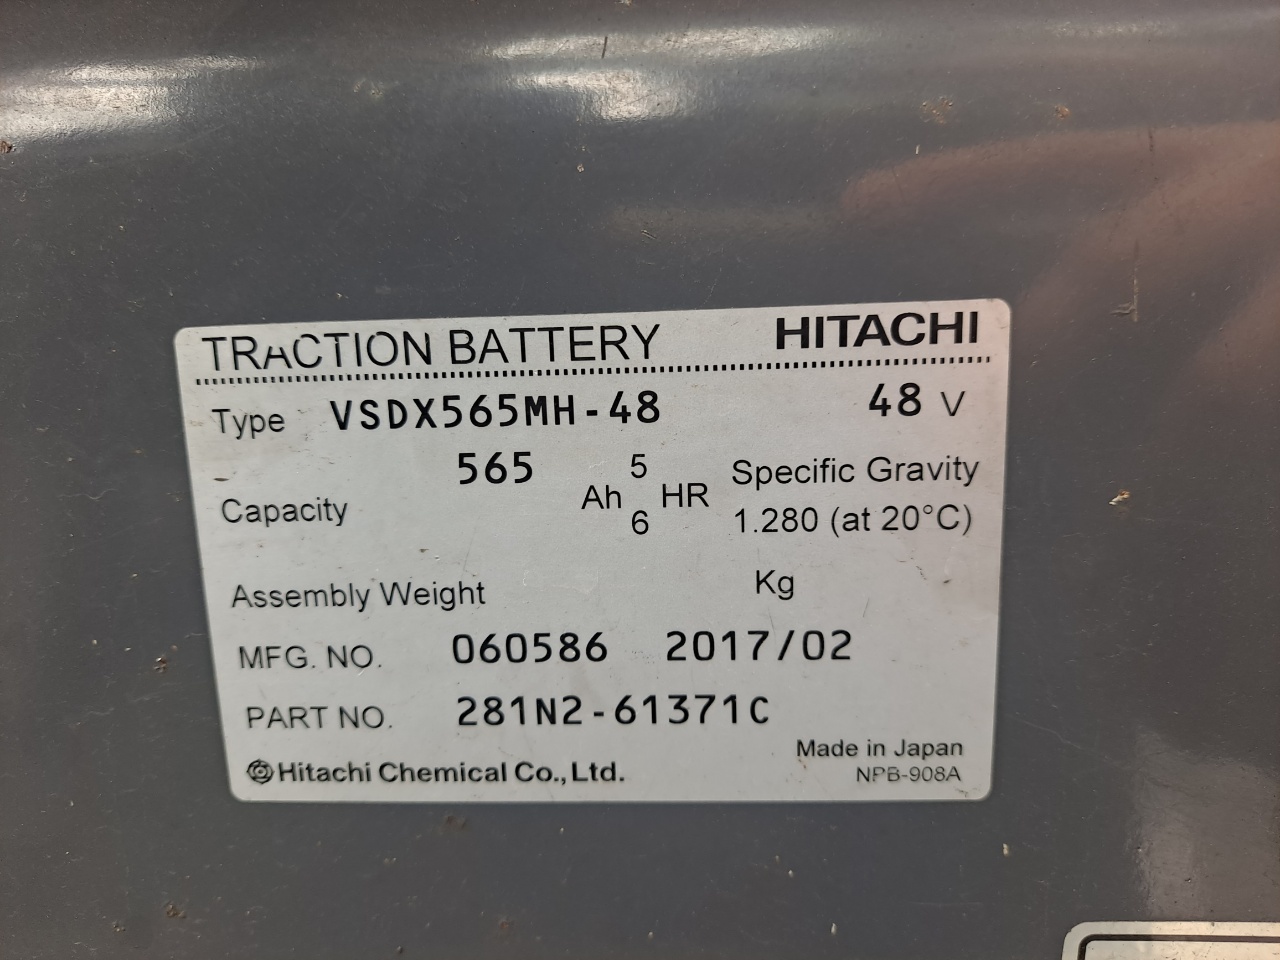 TRACTION BATTERY HITACHI
Type VSDX565MH-48 48 V
Capacity 565 Ah 5 HR Specific Gravity
6 1.280 (at 20°C)
Assembly Weight Kg
MFG. NO. 060586 2017/02
PART NO. 281N2-61371C
Hitachi Chemical Co., Ltd. Made in Japan
NPB-908A